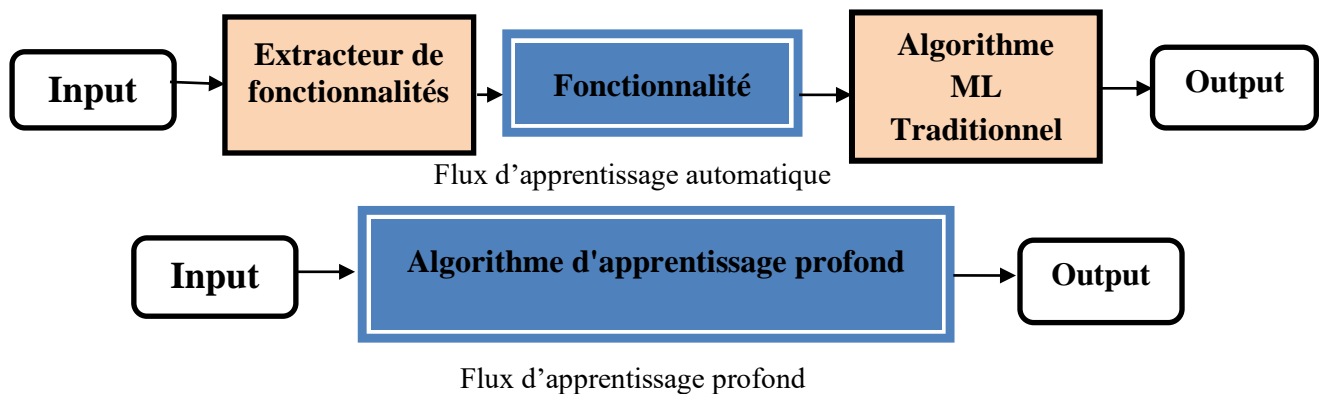 Input
Extracteur de
fonctionnalités
Fonctionnalité
Algorithme
ML
Traditionnel
Output
Flux d’apprentissage automatique
Input
Algorithme d'apprentissage profond
Output
Flux d’apprentissage profond